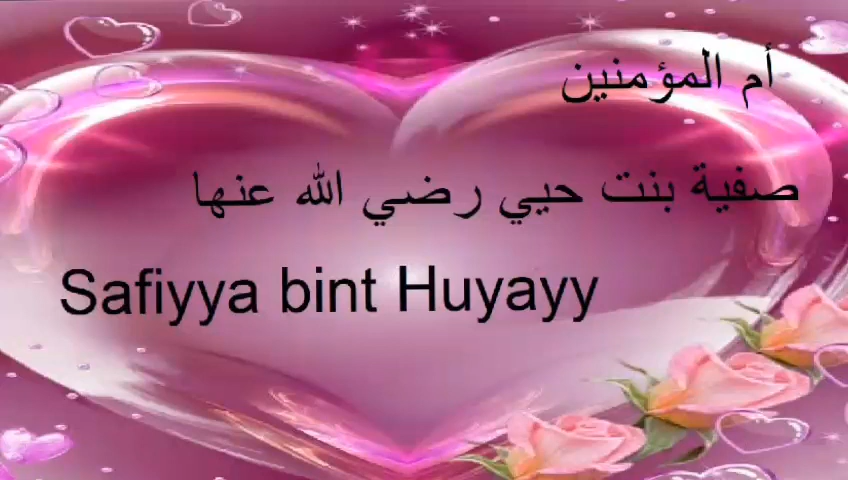 أم المؤمنين
صفية بنت حيي رضي الله عنها
Safiyya bint Huyayy